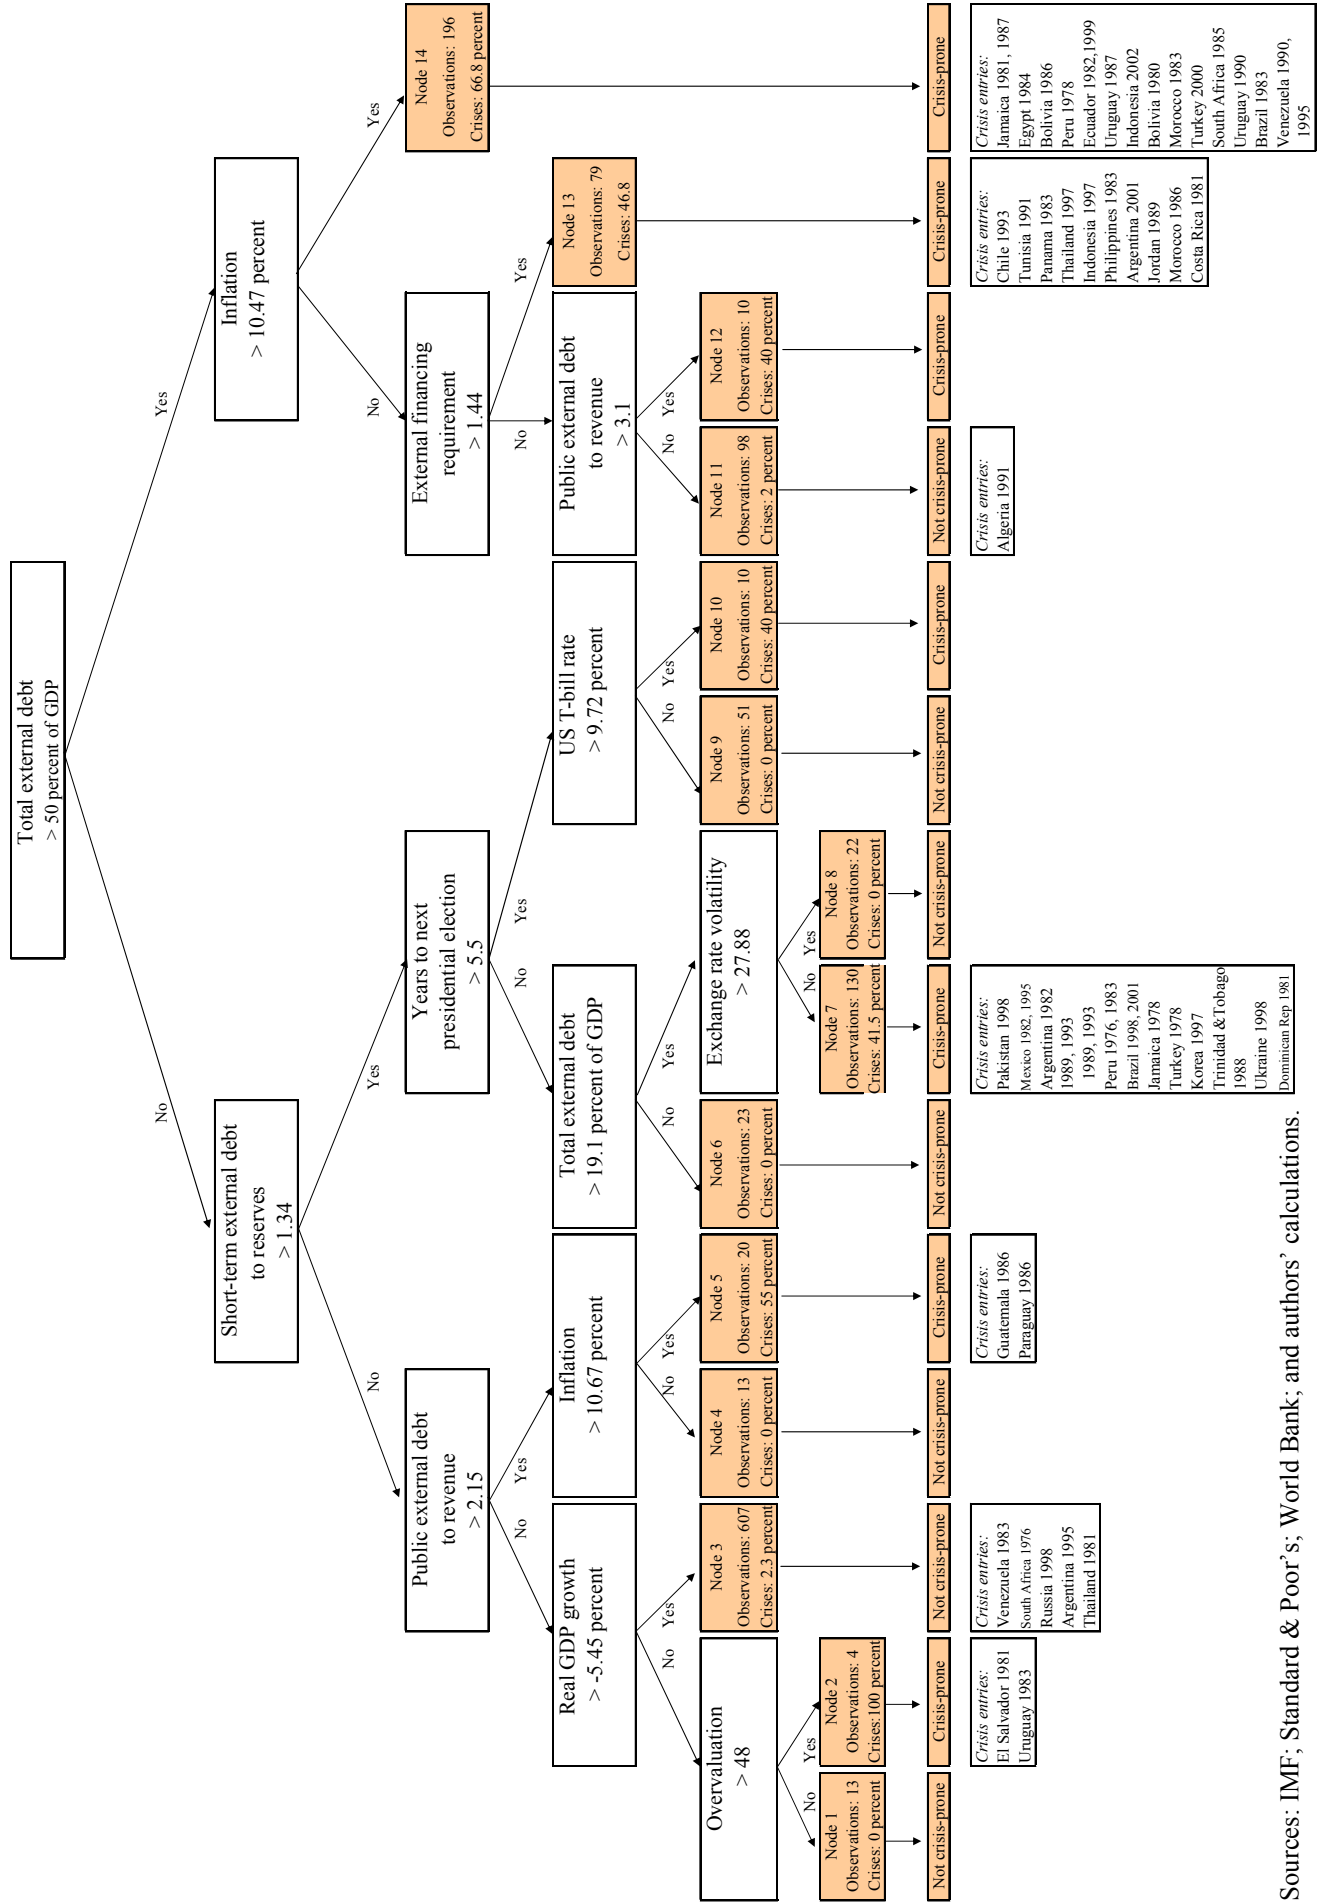 Total external debt
> 50 percent of GDP
No
Yes
Short-term external debt
to reserves
> 1.34
Inflation
> 10.47 percent
No
Yes
No
Yes
Public external debt
to revenue
> 2.15
Years to next
presidential election
> 5.5
External financing
requirement
> 1.44
Node 14
Observations: 196
Crises: 66.8 percent
No
Yes
No
Yes
No
Yes
Real GDP growth
> -5.45 percent
Inflation
> 10.67 percent
Total external debt
> 19.1 percent of GDP
US T-bill rate
> 9.72 percent
Public external debt
to revenue
> 3.1
Node 13
Observations: 79
Crises: 46.8
No
Yes
No
Yes
No
Yes
No
Yes
No
Yes
Overvaluation
> 48
Node 3
Observations: 607
Crises: 2.3 percent
Node 4
Observations: 13
Crises: 0 percent
Node 5
Observations: 20
Crises: 55 percent
Node 6
Observations: 23
Crises: 0 percent
Exchange rate volatility
> 27.88
Node 9
Observations: 51
Crises: 0 percent
Node 10
Observations: 10
Crises: 40 percent
Node 11
Observations: 98
Crises: 2 percent
Node 12
Observations: 10
Crises: 40 percent
No
Yes
No
Yes
Node 1
Observations: 13
Crises: 0 percent
Node 2
Observations: 4
Crises:100 percent
Node 7
Observations: 130
Crises: 41.5 percent
Node 8
Observations: 22
Crises: 0 percent
Not crisis-prone
Crisis-prone
Not crisis-prone
Not crisis-prone
Crisis-prone
Not crisis-prone
Crisis-prone
Not crisis-prone
Not crisis-prone
Crisis-prone
Not crisis-prone
Crisis-prone
Crisis-prone
Crisis-prone
Crisis entries:
El Salvador 1981
Uruguay 1983
Crisis entries:
Venezuela 1983
South Africa 1976
Russia 1998
Argentina 1995
Thailand 1981
Crisis entries:
Guatemala 1986
Paraguay 1986
Crisis entries:
Pakistan 1998
Mexico 1982, 1995
Argentina 1982
1989, 1993
1989, 1993
Peru 1976, 1983
Brazil 1998, 2001
Jamaica 1978
Turkey 1978
Korea 1997
Trinidad &Tobago
1988
Ukraine 1998
Dominican Rep 1981
Crisis entries:
Algeria 1991
Crisis entries:
Chile 1993
Tunisia 1991
Panama 1983
Thailand 1997
Indonesia 1997
Philippines 1983
Argentina 2001
Jordan 1989
Morocco 1986
Costa Rica 1981
Crisis entries:
Jamaica 1981, 1987
Egypt 1984
Bolivia 1986
Peru 1978
Ecuador 1982,1999
Uruguay 1987
Indonesia 2002
Bolivia 1980
Morocco 1983
Turkey 2000
South Africa 1985
Uruguay 1990
Brazil 1983
Venezuela 1990,
1995
Sources: IMF; Standard & Poor's; World Bank; and authors' calculations.